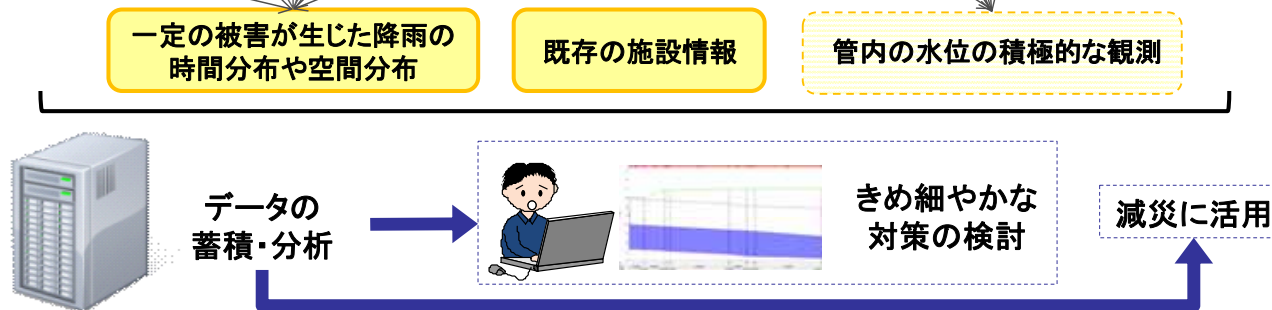 一定の被害が生じた降雨の
時間分布や空間分布
既存の施設情報
管内の水位の積極的な観測
データの
蓄積・分析
きめ細やかな
対策の検討
減災に活用